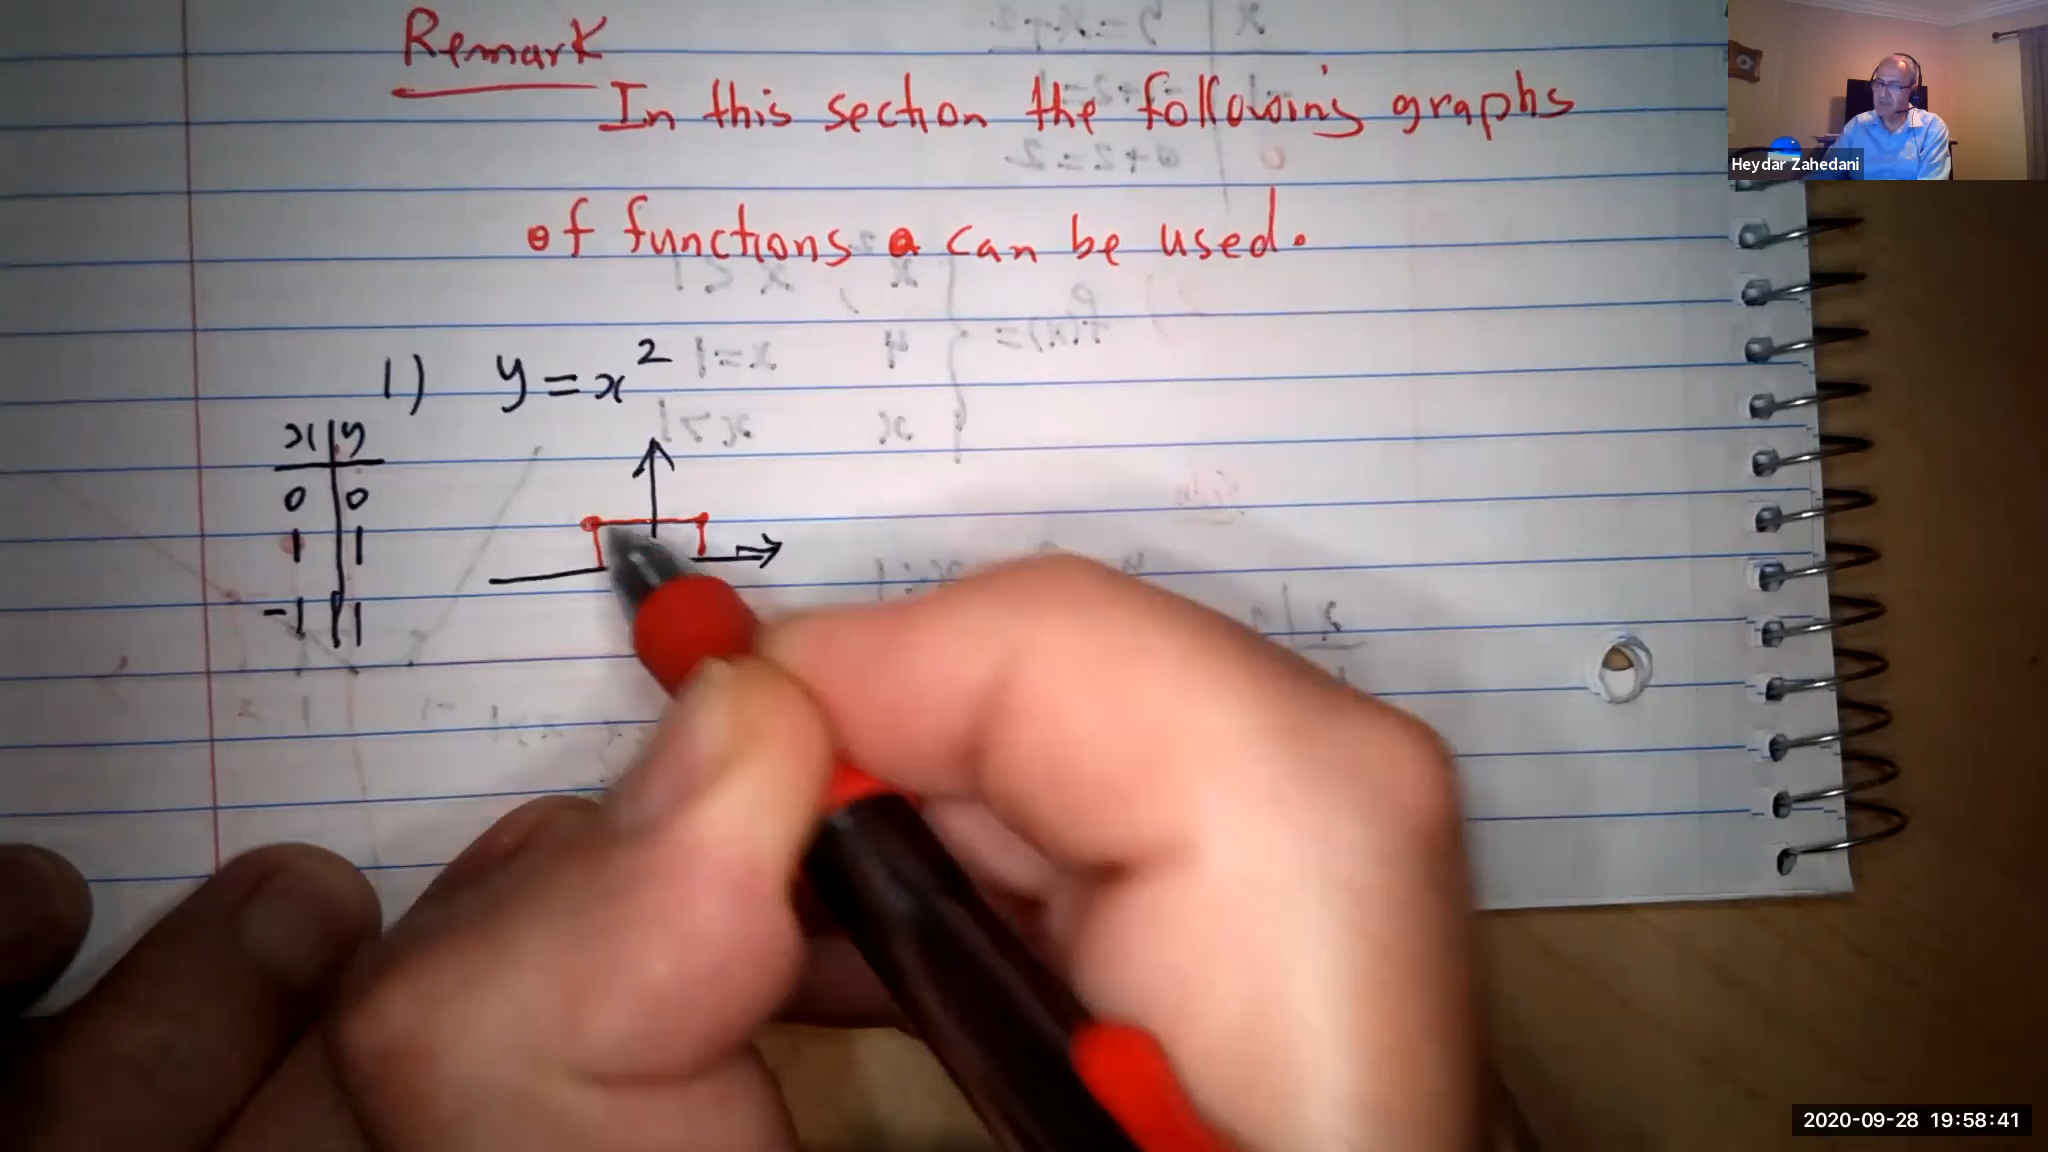 Remark
In this section the following graphs
of functions can be used.
1) y = x²
x | y
0 | 0
1 | 1
-1 | 1
Heydar Zahedani
2020-09-28 19:58:41